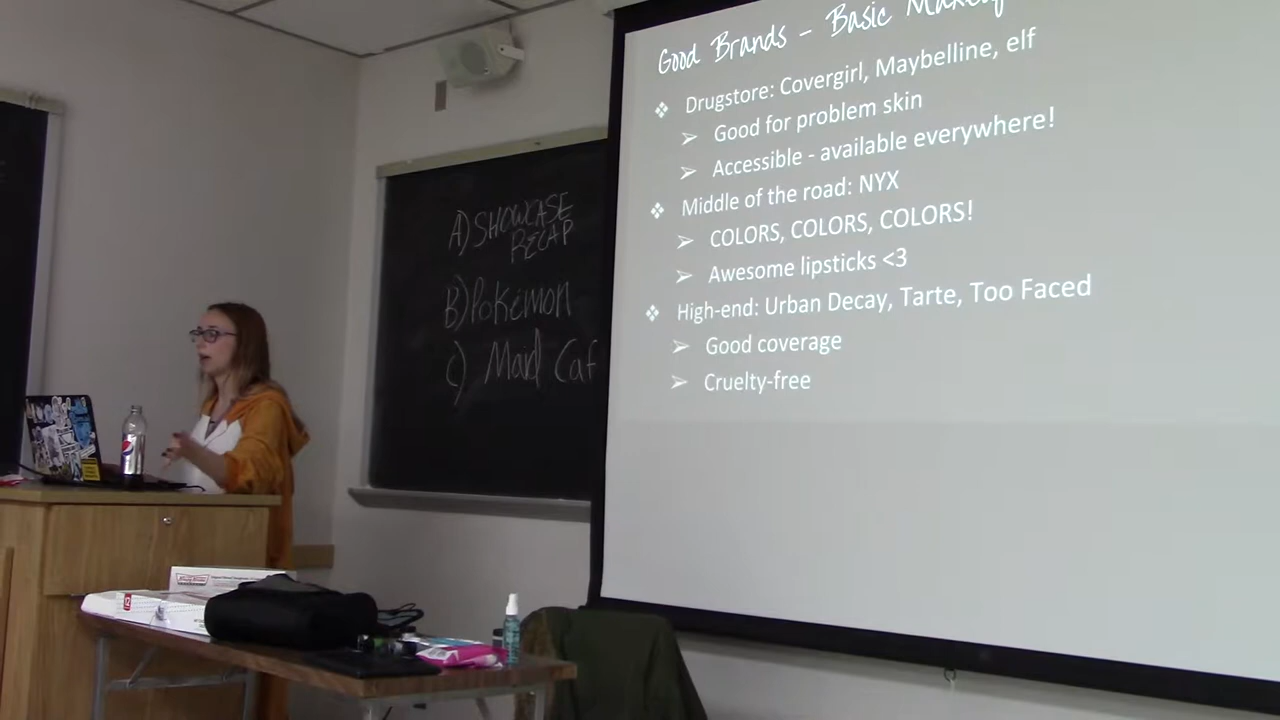 Good Brands - Basic Makeup
Drugstore: Covergirl, Maybelline, elf
Good for problem skin
Accessible - available everywhere!
Middle of the road: NYX
COLORS, COLORS, COLORS!
Awesome lipsticks <3
High-end: Urban Decay, Tarte, Too Faced
Good coverage
Cruelty-free
A) SHOWCASE
RECAP
B) Pokémon
C) Maid Caf